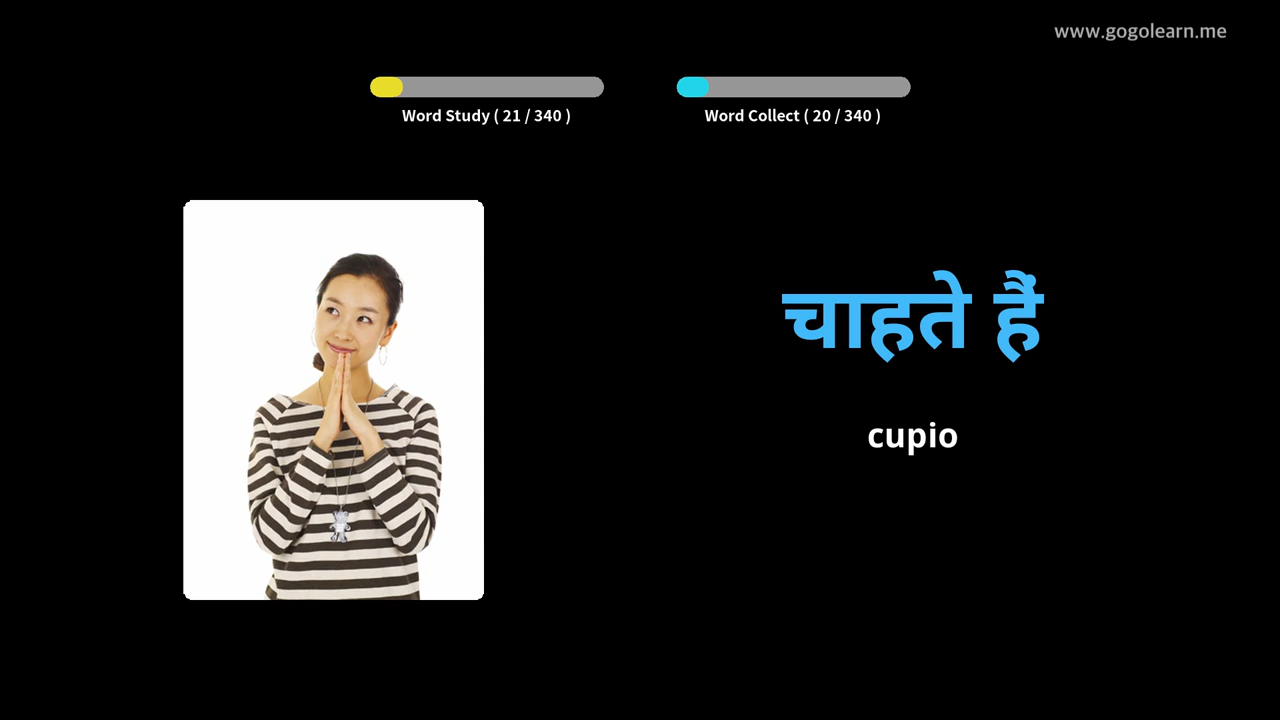 www.gogolearn.me
Word Study ( 21 / 340 )
Word Collect ( 20 / 340 )
चाहते हैं
cupio